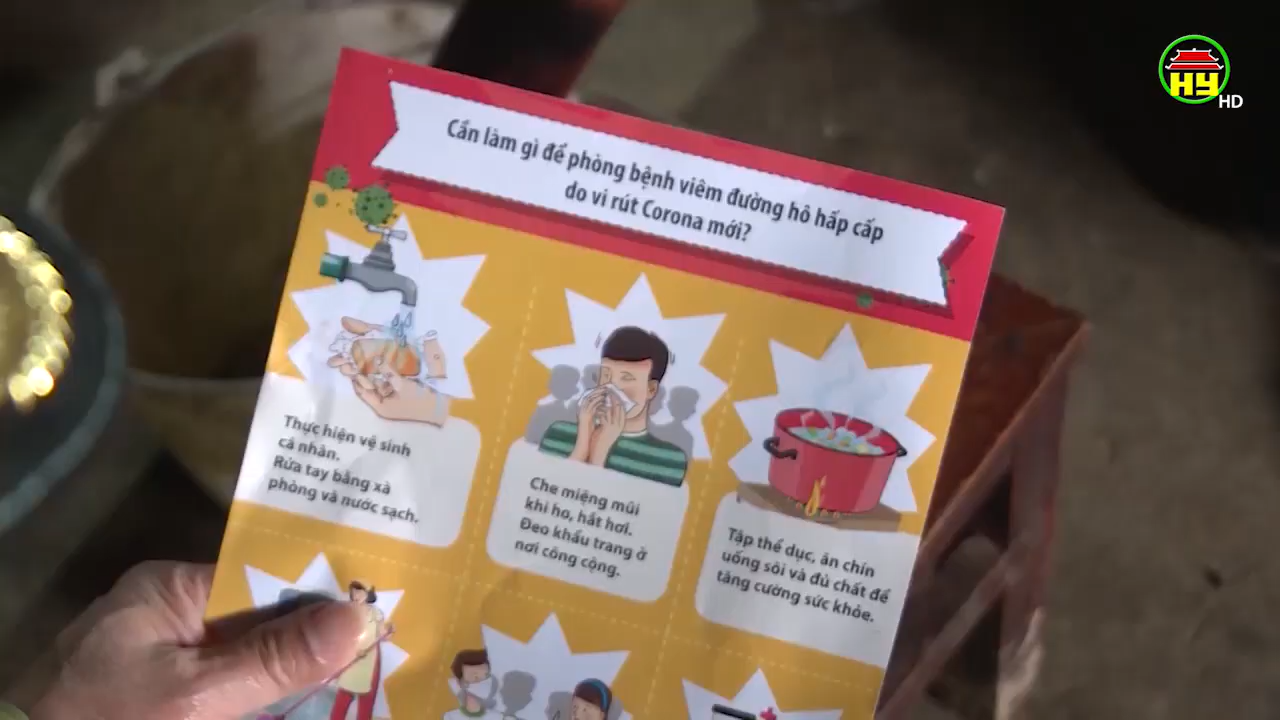 HY
HD
Cần làm gì để phòng bệnh viêm đường hô hấp cấp
do vi rút Corona mới?
Thực hiện vệ sinh
cá nhân.
Rửa tay bằng xà
phòng và nước sạch.
Che miệng mũi
khi ho, hắt hơi.
Đeo khẩu trang ở
nơi công cộng.
Tập thể dục, ăn chín
uống sôi và đủ chất để
tăng cường sức khỏe.